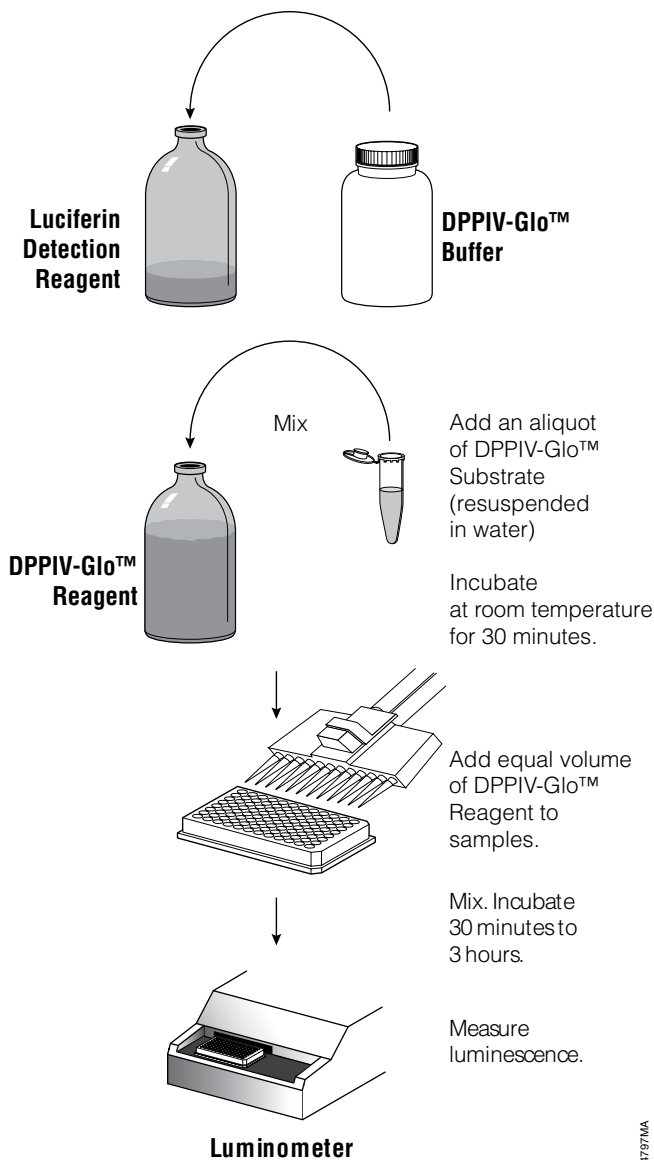 Luciferin
Detection
Reagent
DPPIV-Glo™
Buffer
Mix
Add an aliquot
of DPPIV-Glo™
Substrate
(resuspended
in water)
DPPIV-Glo™
Reagent
Incubate
at room temperature
for 30 minutes.
Add equal volume
of DPPIV-Glo™
Reagent to
samples.
Mix. Incubate
30 minutes to
3 hours.
Measure
luminescence.
Luminometer
4797MA